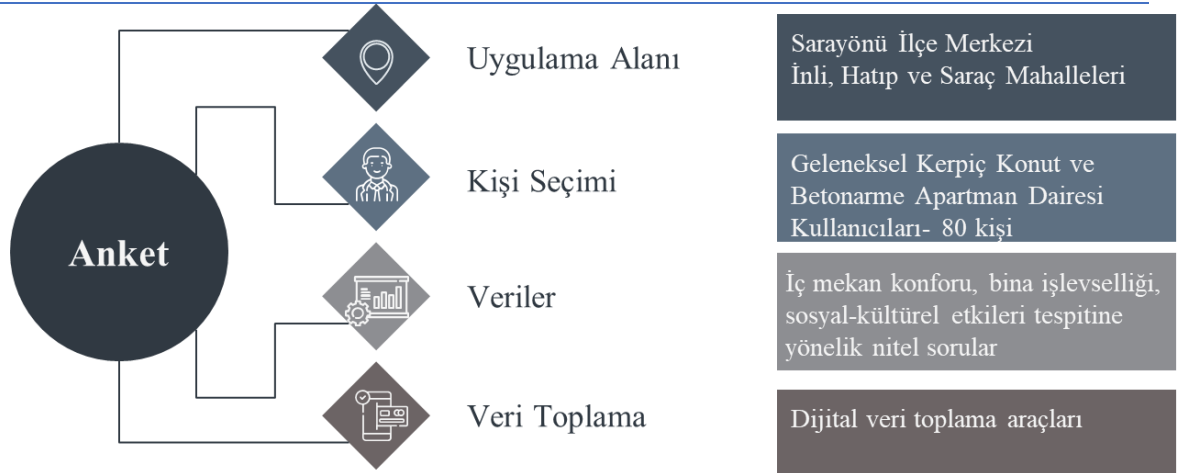 Anket
Uygulama Alanı
Sarayönü İlçe Merkezi
İnli, Hatıp ve Saraç Mahalleleri
Kişi Seçimi
Geleneksel Kerpiç Konut ve
Betonarme Apartman Dairesi
Kullanıcıları- 80 kişi
Veriler
İç mekan konforu, bina işlevselliği,
sosyal-kültürel etkileri tespitine
yönelik nitel sorular
Veri Toplama
Dijital veri toplama araçları